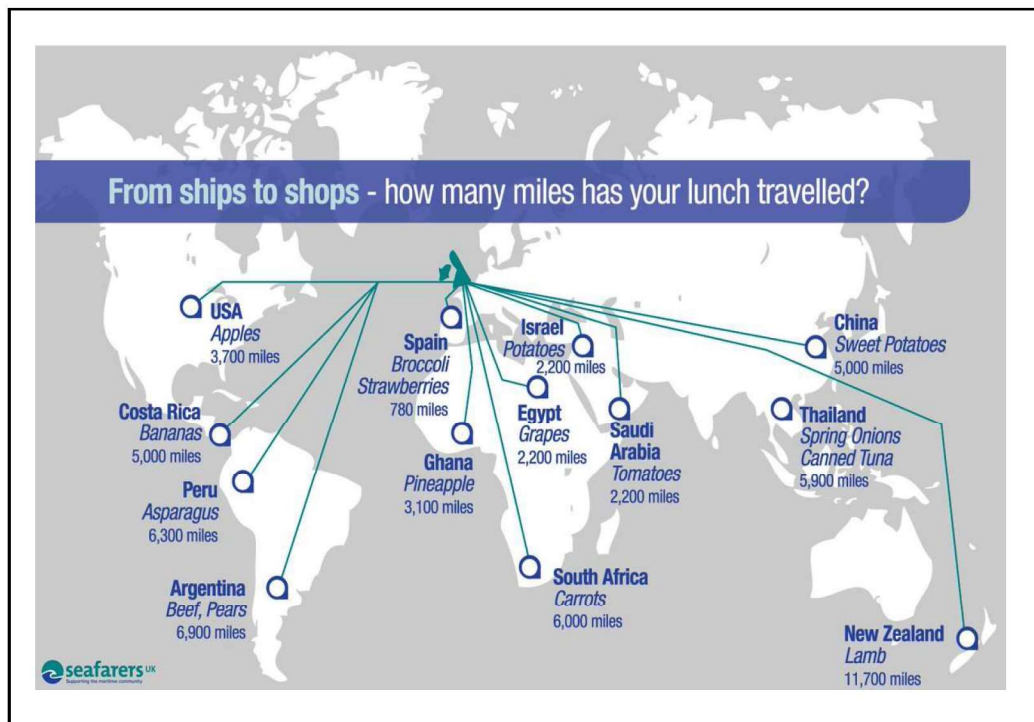 From ships to shops - how many miles has your lunch travelled?
USA
Apples
3,700 miles
Costa Rica
Bananas
5,000 miles
Peru
Asparagus
6,300 miles
Argentina
Beef, Pears
6,900 miles
Spain
Broccoli
Strawberries
780 miles
Ghana
Pineapple
3,100 miles
Israel
Potatoes
2,200 miles
Egypt
Grapes
2,200 miles
Saudi
Arabia
Tomatoes
2,200 miles
South Africa
Carrots
6,000 miles
China
Sweet Potatoes
5,000 miles
Thailand
Spring Onions
Canned Tuna
5,900 miles
New Zealand
Lamb
11,700 miles
seafarers UK
Supporting the maritime community